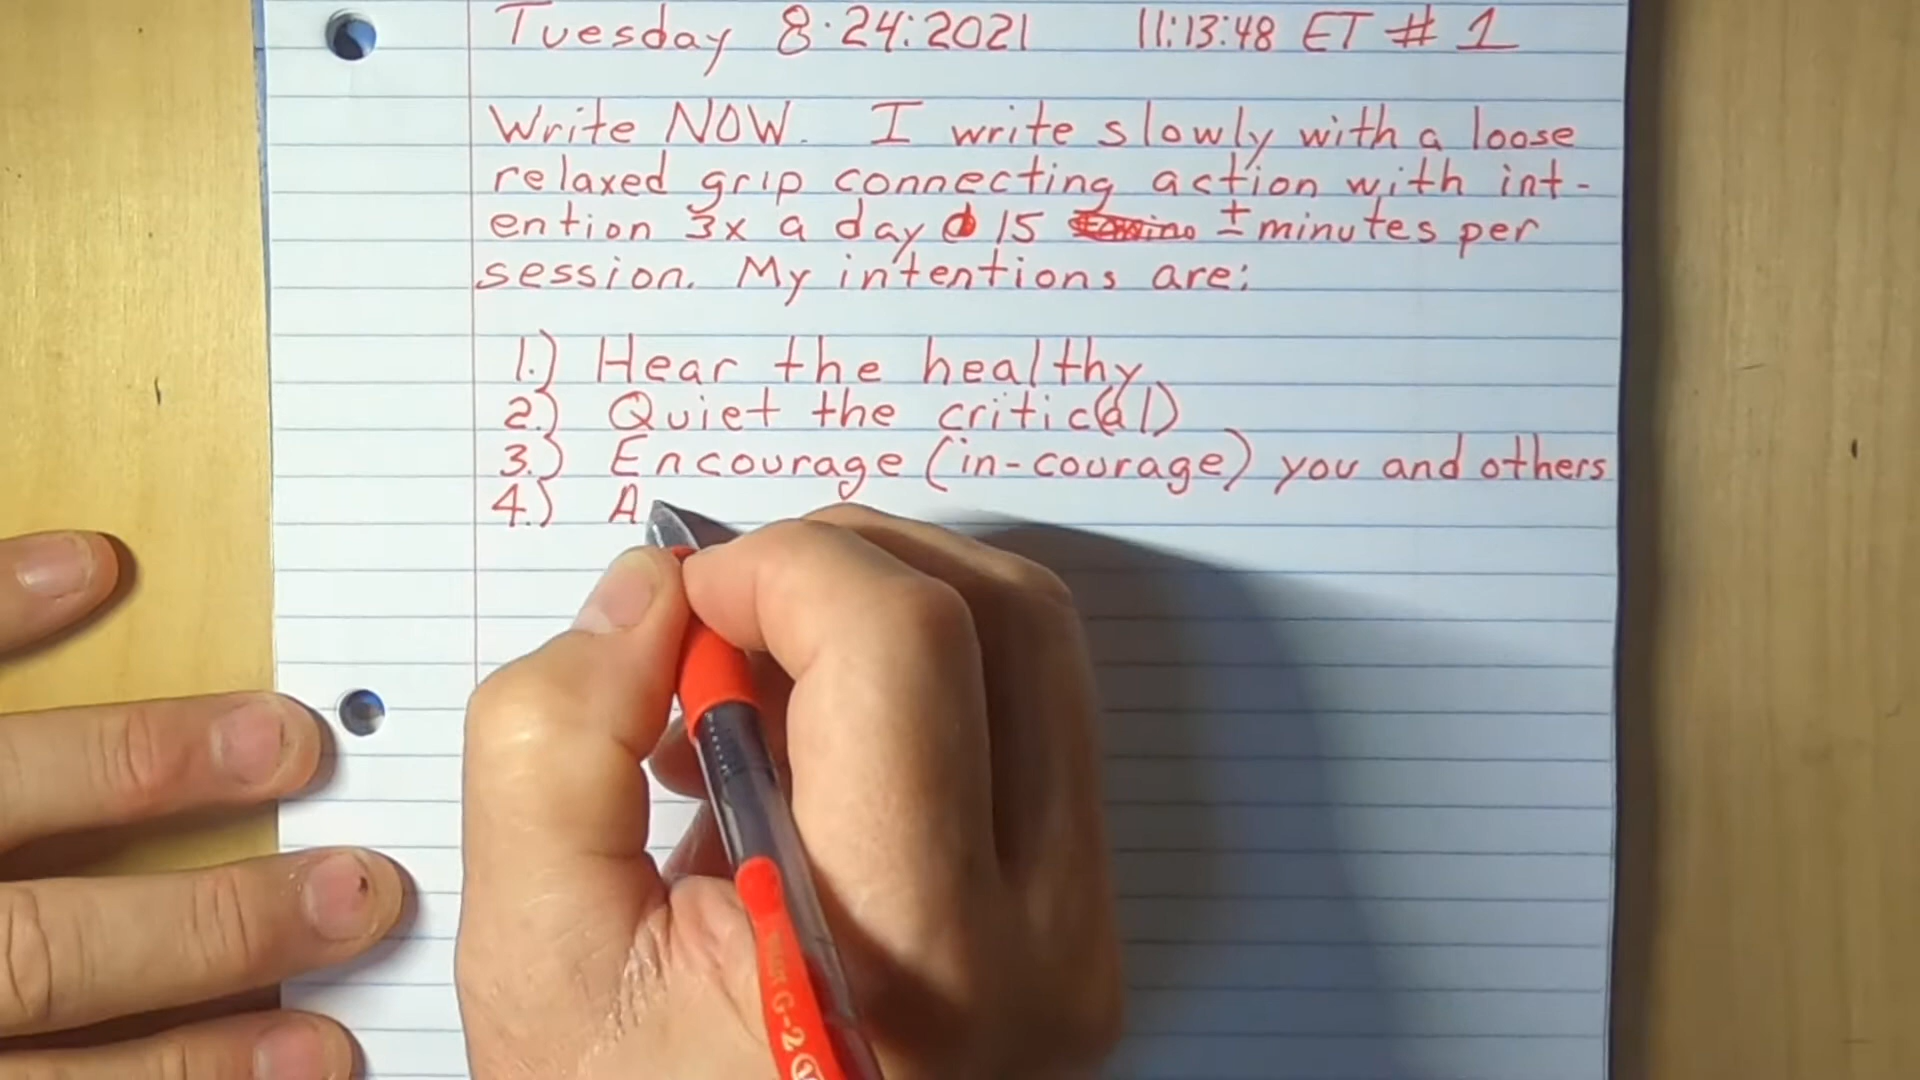 Tuesday 8·24:2021 11:13:48 ET # 1
Write NOW. I write slowly with a loose
relaxed grip connecting action with int-
ention 3x a day 15 ± minutes per
session. My intentions are:
1.) Hear the healthy
2.) Quiet the critic(al)
3.) Encourage (in-courage) you and others
4.) A
G-2